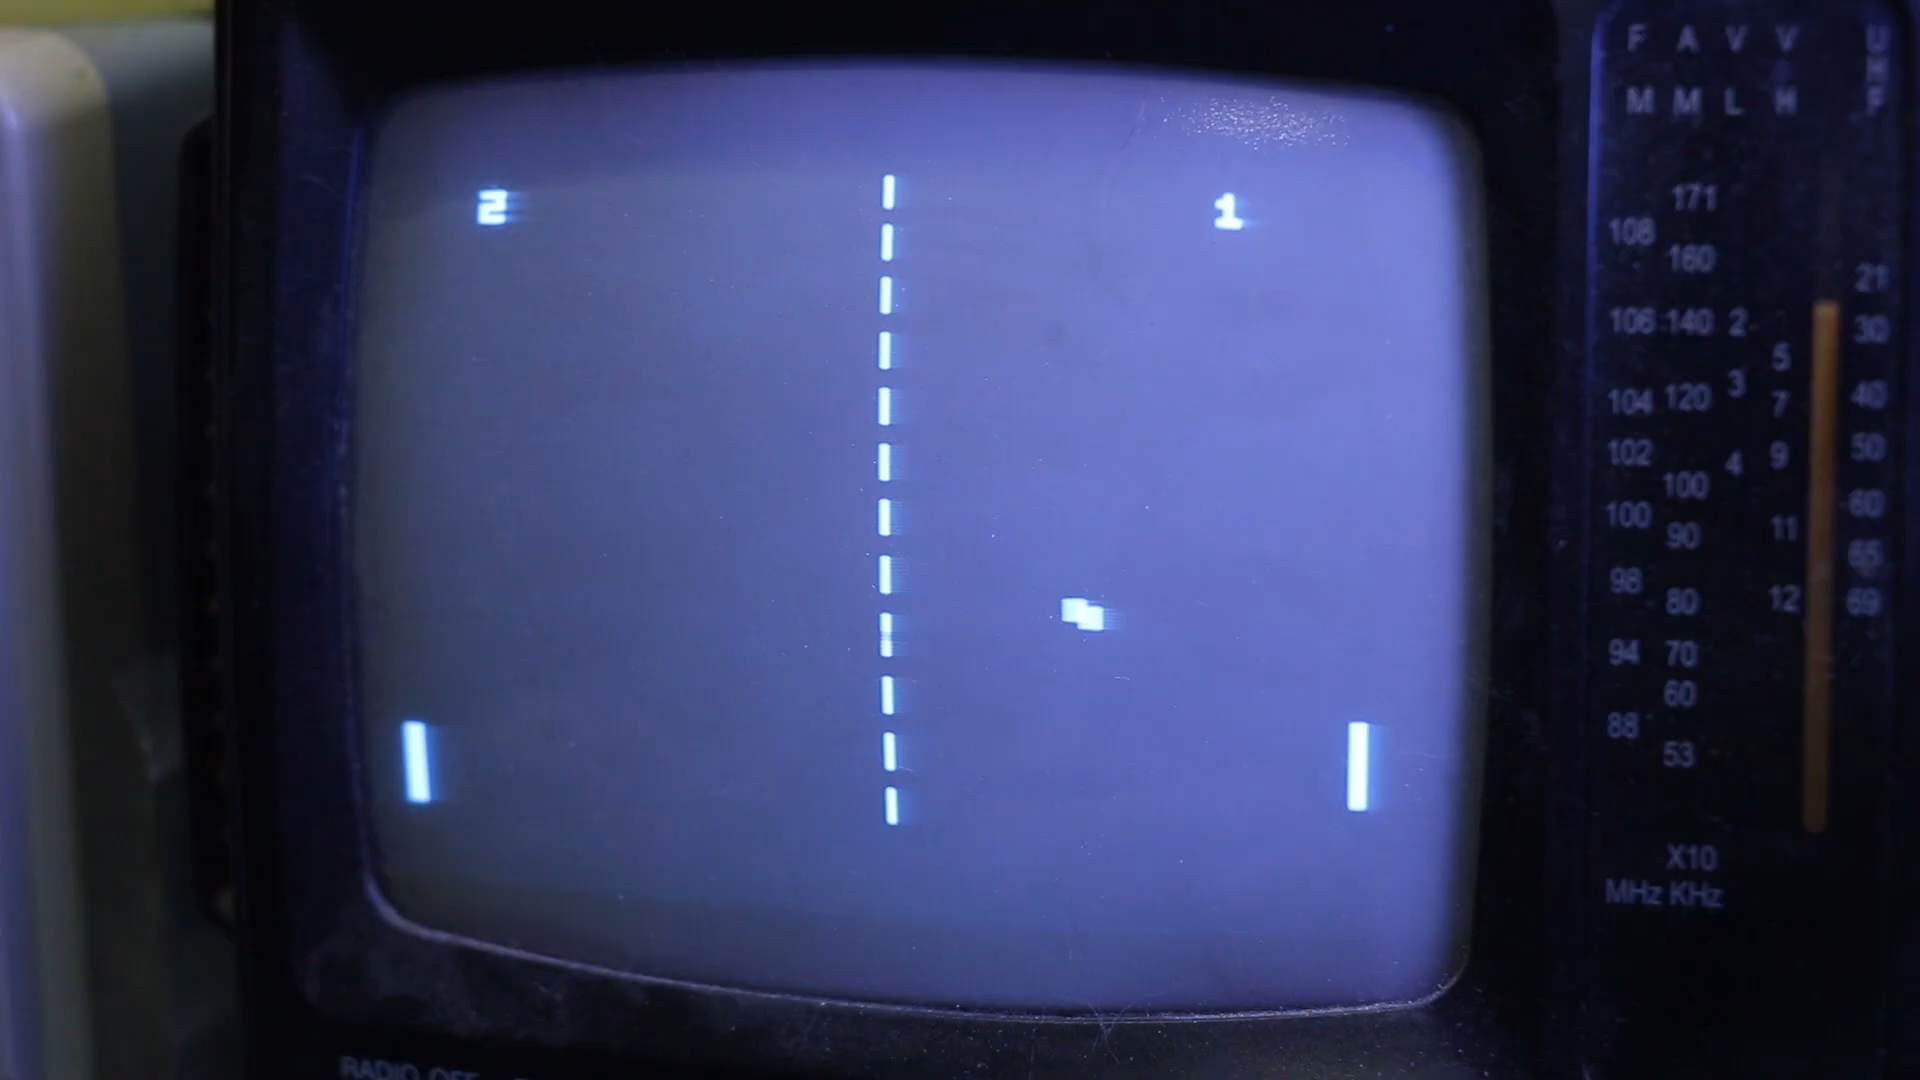 2 1
F A V V U
H
M M L H F
171
108
160
21
106 140 2 30
5
3
104 120 7 40
102 4 9 50
100
100 11 60
90
65
98
80 12 69
94 70
60
88
53
X10
MHz KHz
RADIO OFF